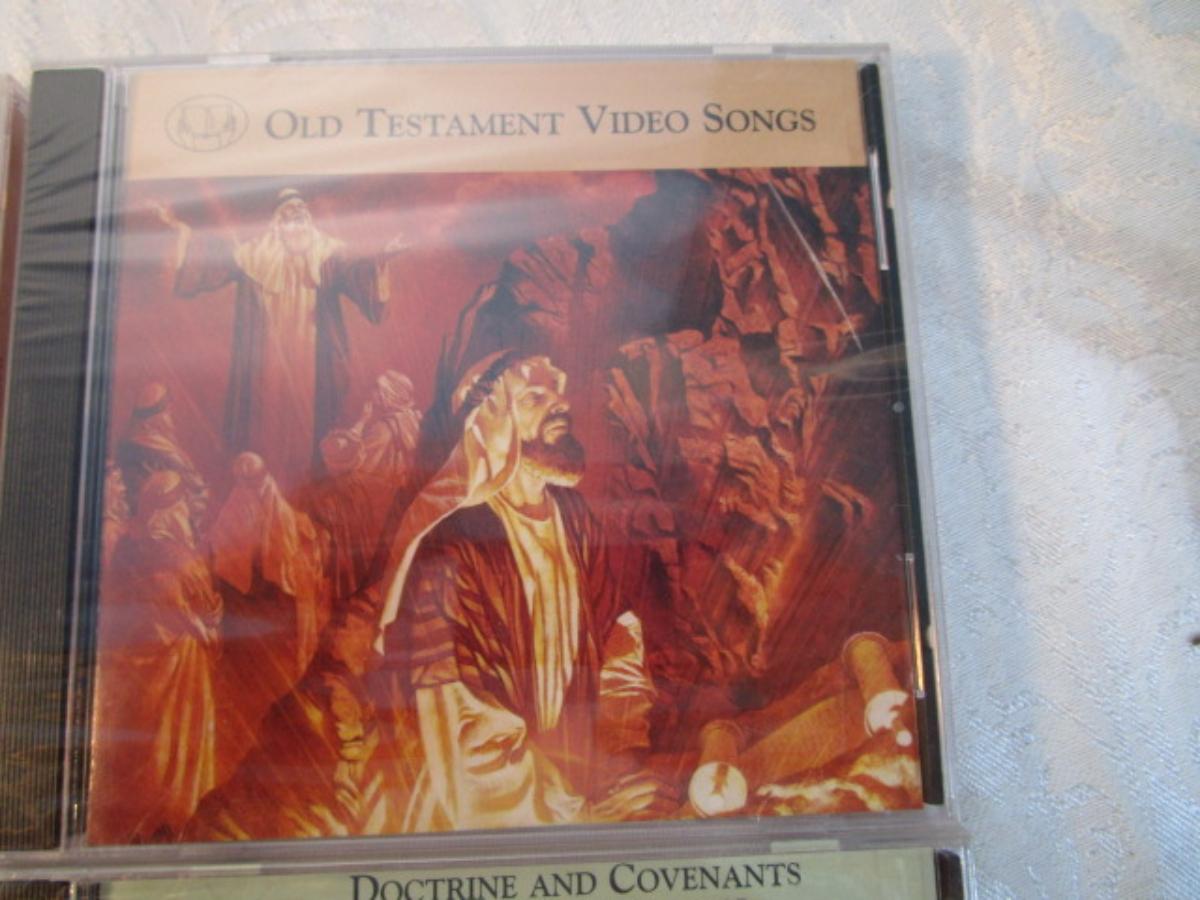 OLD TESTAMENT VIDEO SONGS
DOCTRINE AND COVENANTS